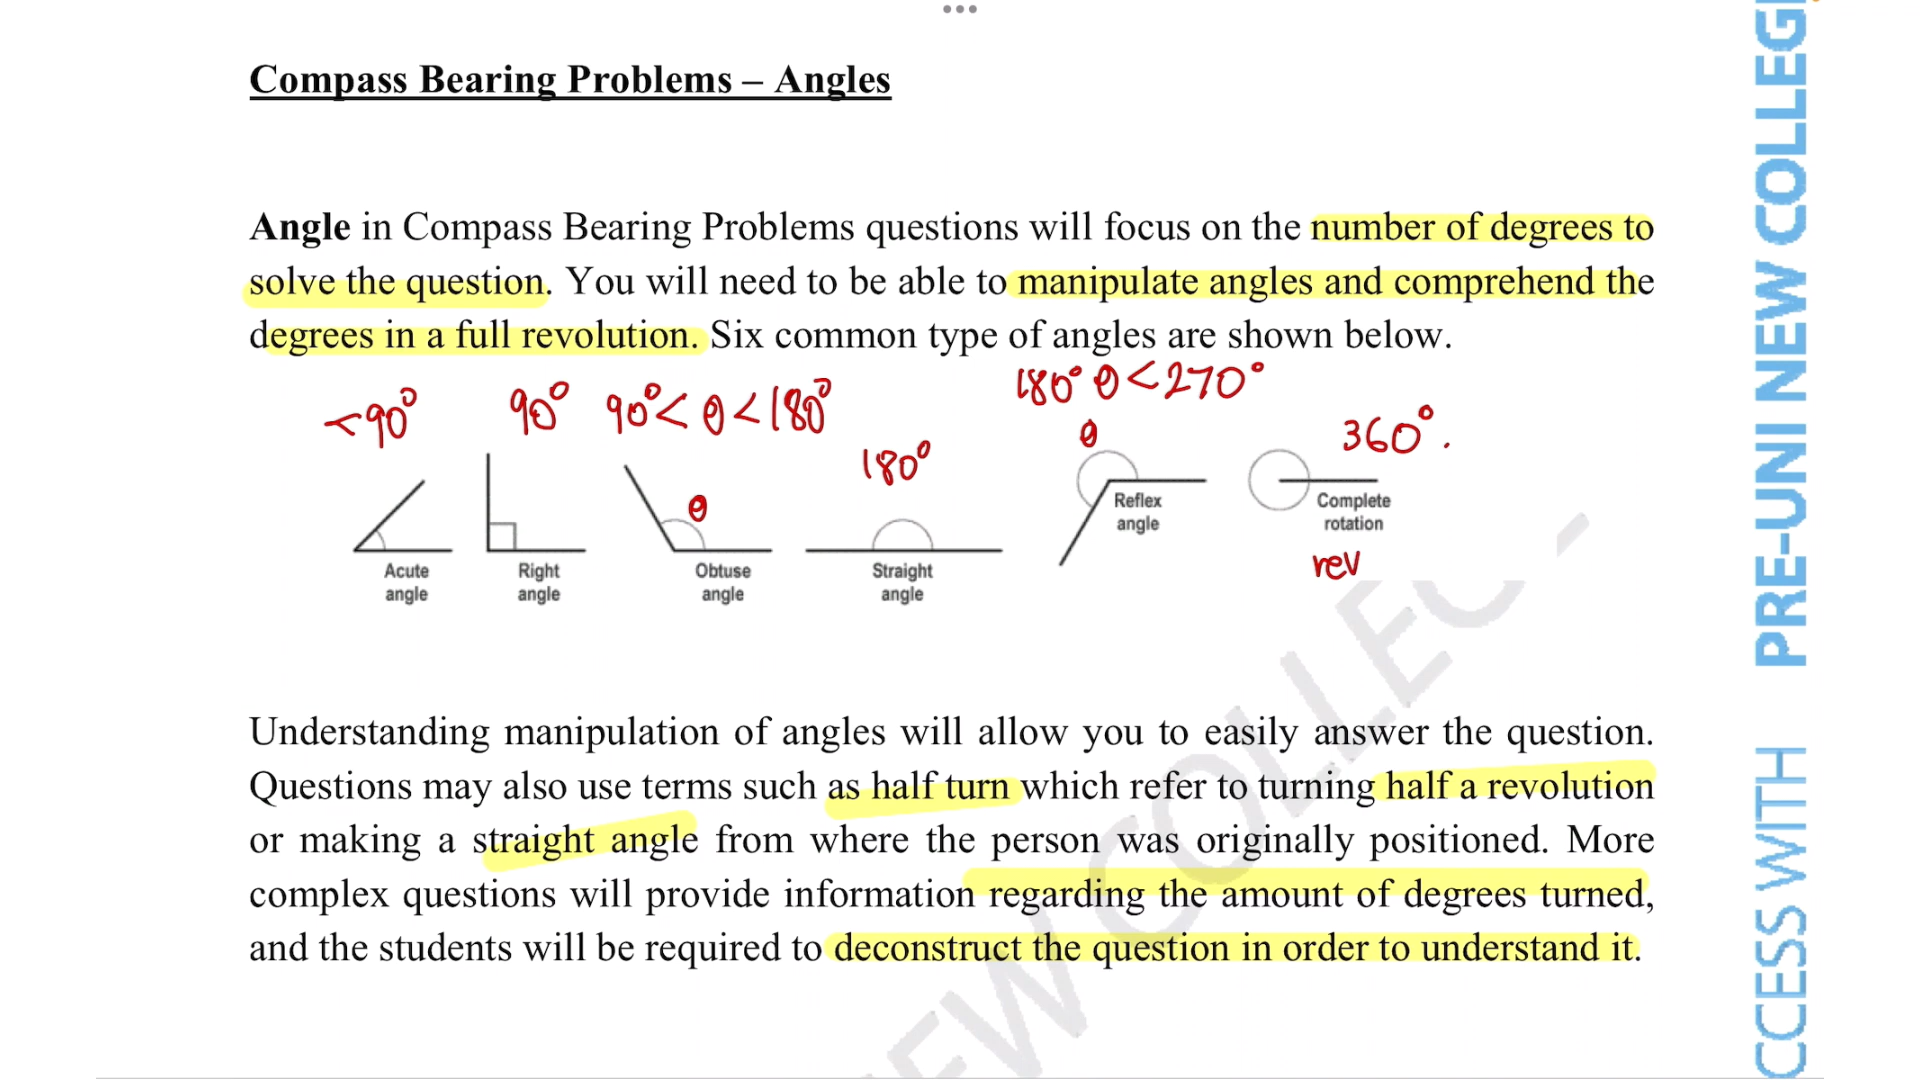 Compass Bearing Problems – Angles
Angle in Compass Bearing Problems questions will focus on the number of degrees to
solve the question. You will need to be able to manipulate angles and comprehend the
degrees in a full revolution. Six common type of angles are shown below.
<90°
90°
90°< θ <180°
180°
180° θ <270°
360°.
θ
θ
Acute
angle
Right
angle
Obtuse
angle
Straight
angle
Reflex
angle
Complete
rotation
rev
Understanding manipulation of angles will allow you to easily answer the question.
Questions may also use terms such as half turn which refer to turning half a revolution
or making a straight angle from where the person was originally positioned. More
complex questions will provide information regarding the amount of degrees turned,
and the students will be required to deconstruct the question in order to understand it.
CCESS WITH PRE-UNI NEW COLLEG
EW COLLEG